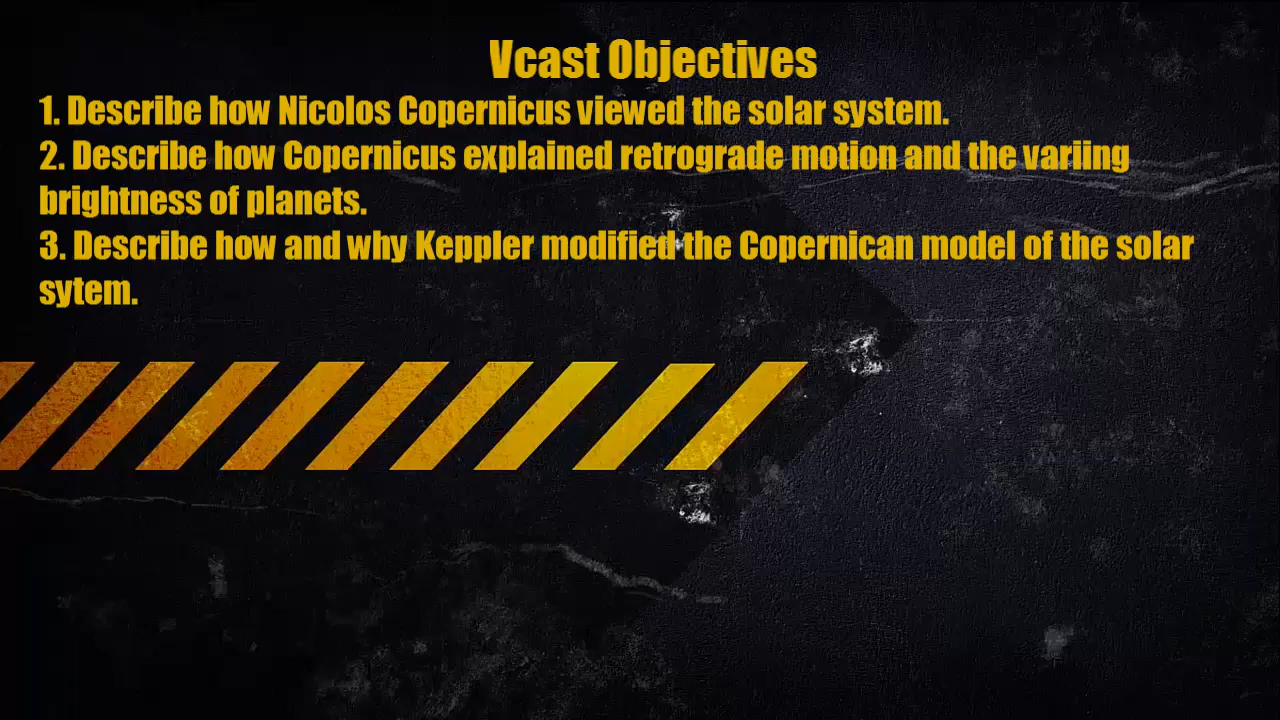 Vcast Objectives
1. Describe how Nicolos Copernicus viewed the solar system.
2. Describe how Copernicus explained retrograde motion and the variing
brightness of planets.
3. Describe how and why Keppler modified the Copernican model of the solar
sytem.